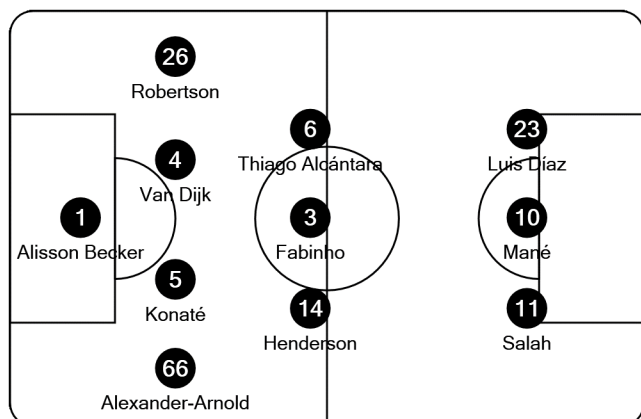 26
Robertson
4
Van Dijk
1
Alisson Becker
5
Konaté
66
Alexander-Arnold
6
Thiago Alcántara
3
Fabinho
14
Henderson
23
Luis Díaz
10
Mané
11
Salah